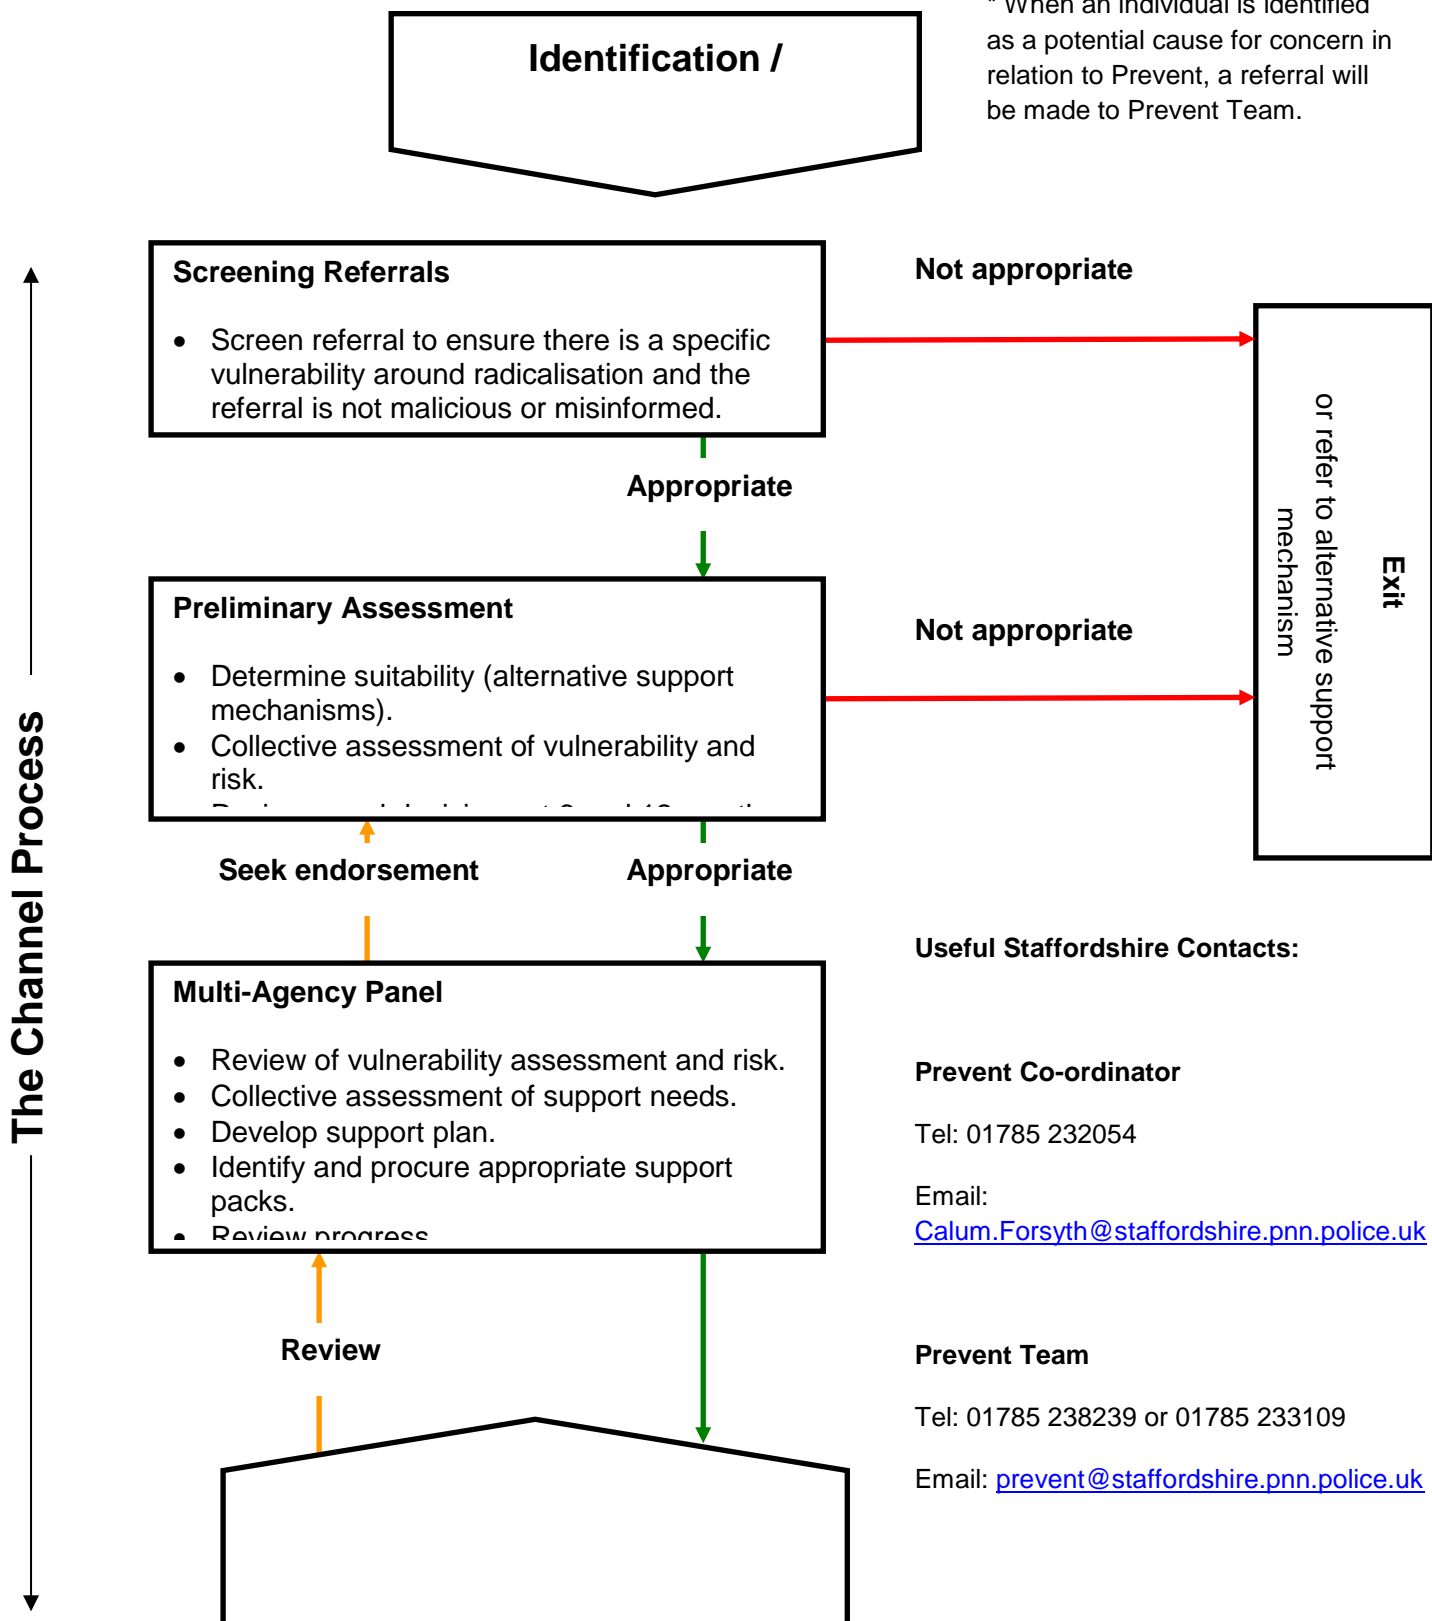 * When an individual is identified
as a potential cause for concern in
relation to Prevent, a referral will
be made to Prevent Team.
Identification /
Screening Referrals
• Screen referral to ensure there is a specific
vulnerability around radicalisation and the
referral is not malicious or misinformed.
Not appropriate
Appropriate
Exit
or refer to alternative support
mechanism
Preliminary Assessment
• Determine suitability (alternative support
mechanisms).
• Collective assessment of vulnerability and
risk.
Not appropriate
The Channel Process
Seek endorsement
Appropriate
Multi-Agency Panel
• Review of vulnerability assessment and risk.
• Collective assessment of support needs.
• Develop support plan.
• Identify and procure appropriate support
packs.
• Review progress
Review
Useful Staffordshire Contacts:
Prevent Co-ordinator
Tel: 01785 232054
Email:
Calum.Forsyth@staffordshire.pnn.police.uk
Prevent Team
Tel: 01785 238239 or 01785 233109
Email: prevent@staffordshire.pnn.police.uk